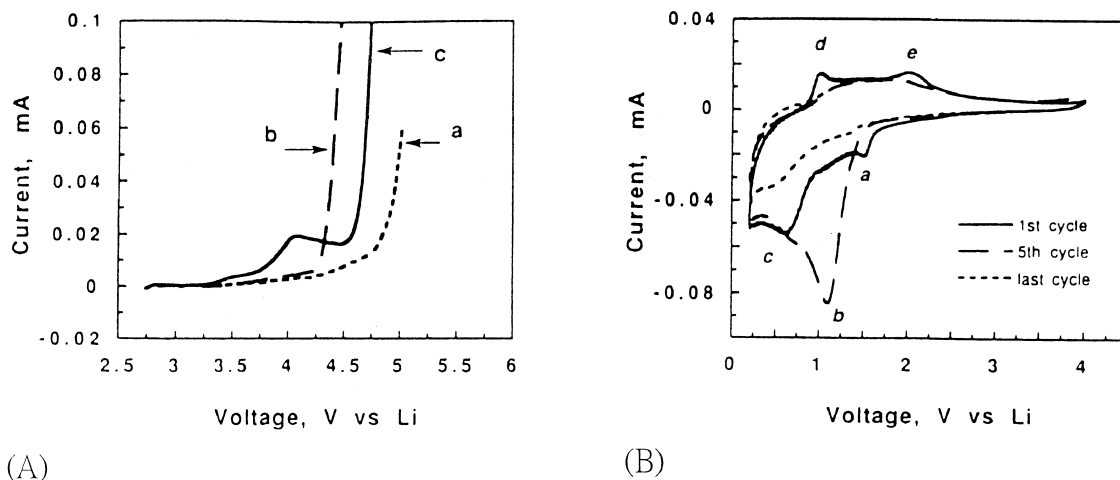 0.1
0.08
0.06
0.04
0.02
0
-0.02
Current, mA
a
b
c
2.5 3 3.5 4 4.5 5 5.5 6
Voltage, V vs Li
(A)
0.04
0
-0.04
-0.08
Current, mA
d
e
a
b
c
1st cycle
5th cycle
last cycle
0 1 2 3 4
Voltage, V vs Li
(B)